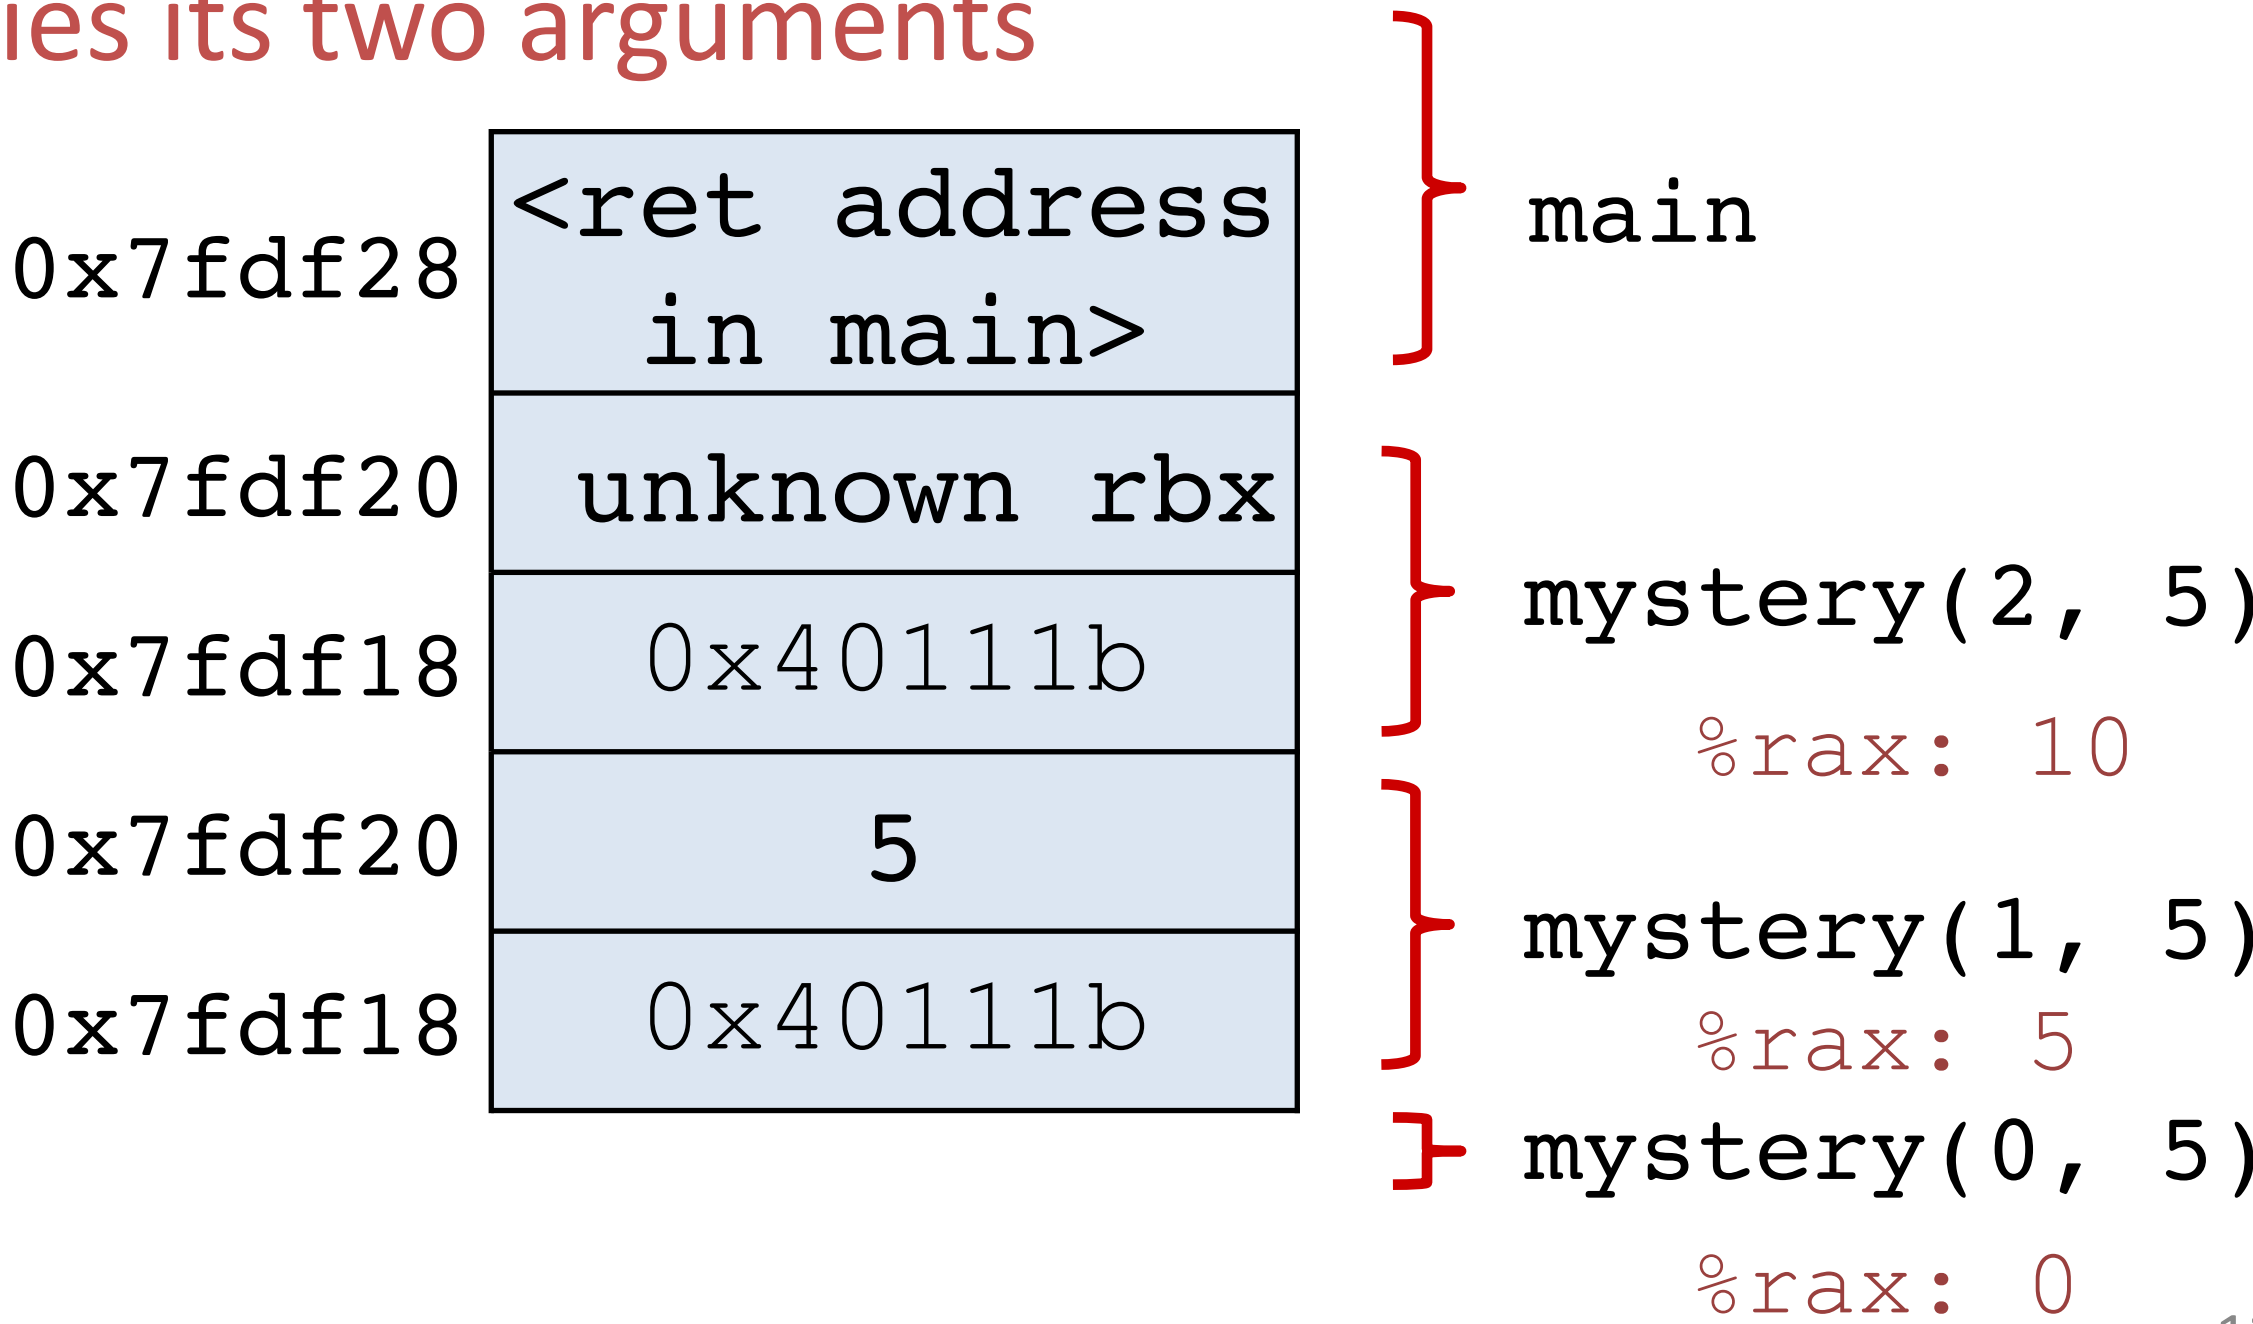 ies its two arguments
<ret address
in main>
main
0x7fdf28
0x7fdf20
unknown rbx
mystery(2, 5)
0x7fdf18
0x40111b
%rax: 10
0x7fdf20
5
mystery(1, 5)
0x7fdf18
0x40111b
%rax: 5
mystery(0, 5)
%rax: 0